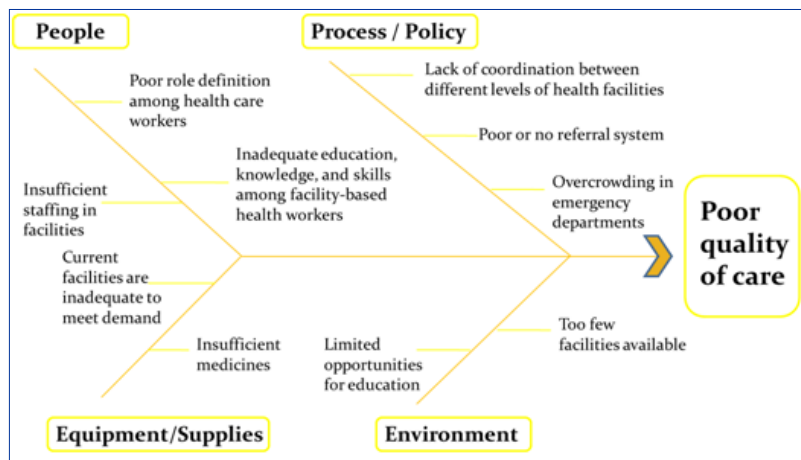 People
Process / Policy
Poor role definition
among health care
workers
Lack of coordination between
different levels of health facilities
Poor or no referral system
Inadequate education,
knowledge, and skills
among facility-based
health workers
Insufficient
staffing in
facilities
Overcrowding in
emergency
departments
Poor
quality
of care
Current
facilities are
inadequate to
meet demand
Insufficient
medicines
Limited
opportunities
for education
Too few
facilities available
Equipment/Supplies
Environment